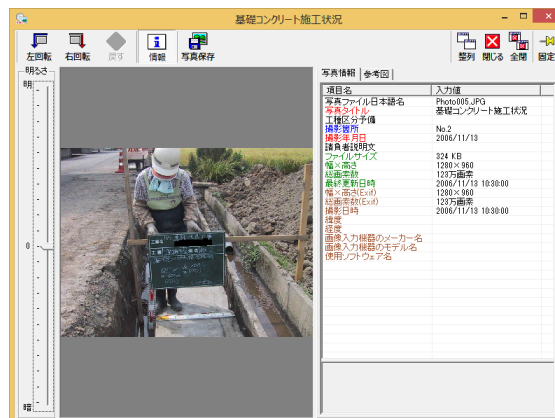 基礎コンクリート施工状況
左回転 右回転 戻す 情報 写真保存 整列 閉じる 全閉 固定
明るさ
明
0
暗
写真情報 参考図
項目名 入力値
写真ファイル日本語名 Photo005.JPG
写真タイトル 基礎コンクリート施工状況
工種区分予備
撮影箇所 No.2
撮影年月日 2006/11/13
請負者説明文
ファイルサイズ 324 KB
幅×高さ 1280×960
総画素数 123万画素
最終更新日時 2006/11/13 10:30:00
幅×高さ(Exif) 1280×960
総画素数(Exif) 123万画素
撮影日時 2006/11/13 10:30:00
緯度
経度
画像入力機器のメーカー名
画像入力機器のモデル名
使用ソフトウェア名